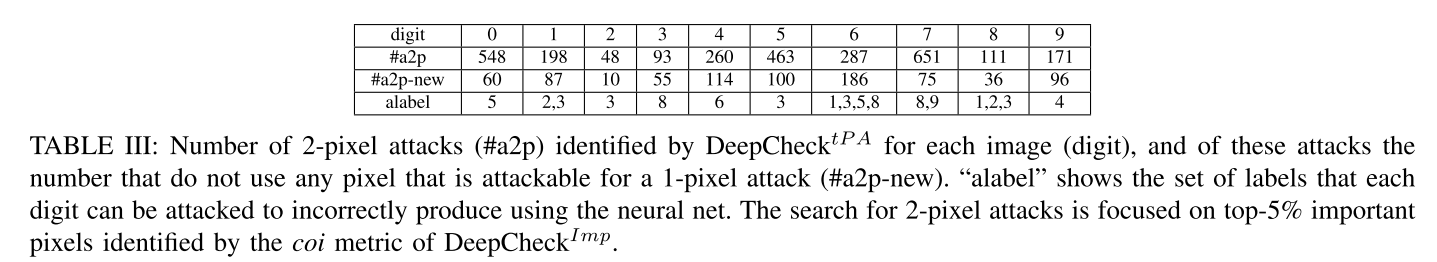 digit 0 1 2 3 4 5 6 7 8 9
#a2p 548 198 48 93 260 463 287 651 111 171
#a2p-new 60 87 10 55 114 100 186 75 36 96
alabel 5 2,3 3 8 6 3 1,3,5,8 8,9 1,2,3 4
TABLE III: Number of 2-pixel attacks (#a2p) identified by DeepCheck^tPA for each image (digit), and of these attacks the
number that do not use any pixel that is attackable for a 1-pixel attack (#a2p-new). “alabel” shows the set of labels that each
digit can be attacked to incorrectly produce using the neural net. The search for 2-pixel attacks is focused on top-5% important
pixels identified by the coi metric of DeepCheck^Imp.